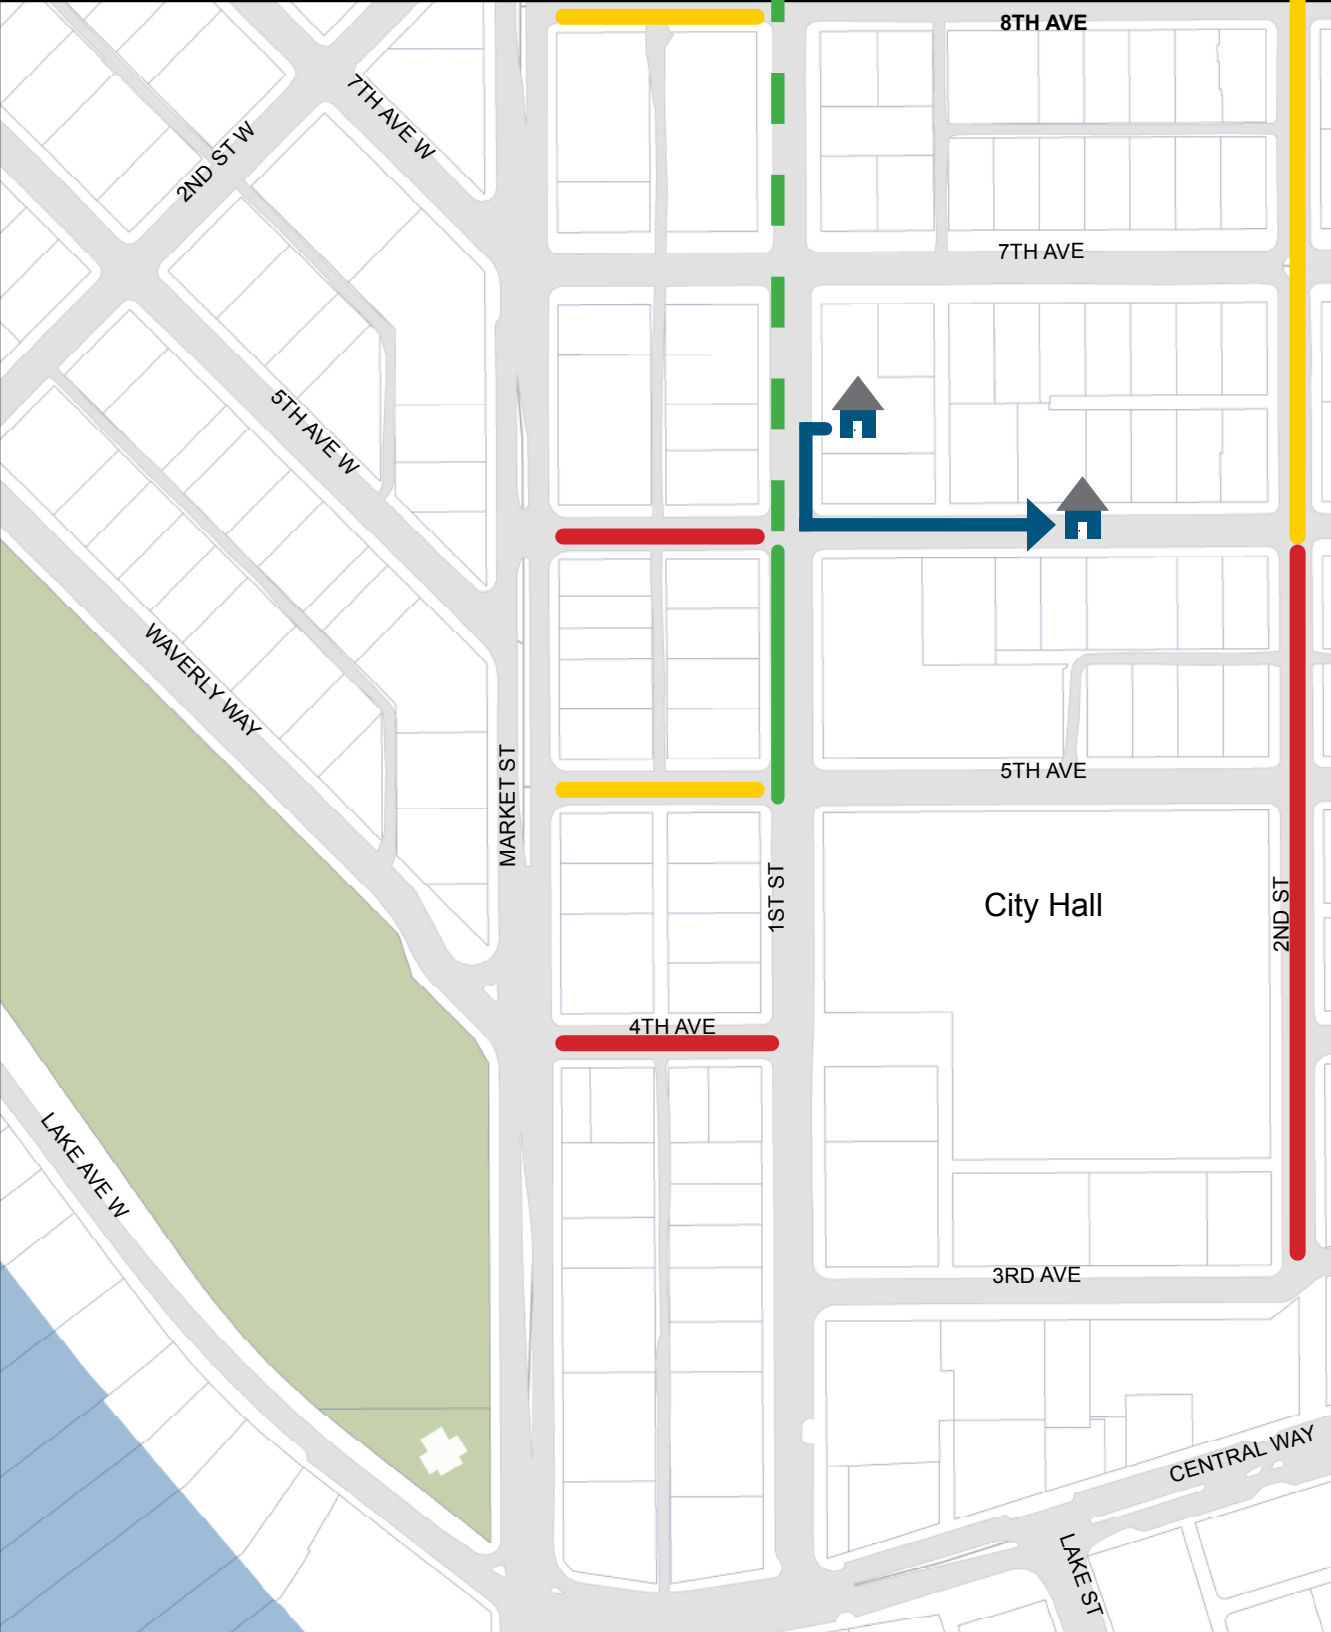 8TH AVE
7TH AVE W
2ND ST W
7TH AVE
5TH AVE W
WAVERLY WAY
MARKET ST
5TH AVE
1ST ST
City Hall
2ND ST
4TH AVE
LAKE AVE W
3RD AVE
CENTRAL WAY
LAKE ST